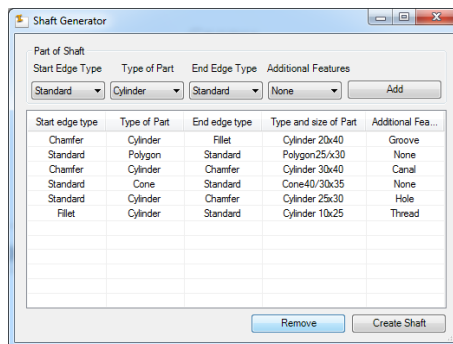 Shaft Generator
Part of Shaft
Start Edge Type Type of Part End Edge Type Additional Features
Standard Cylinder Standard None Add
Start edge type Type of Part End edge type Type and size of Part Additional Fea...
Chamfer Cylinder Fillet Cylinder 20x40 Groove
Standard Polygon Standard Polygon25/x30 None
Chamfer Cylinder Chamfer Cylinder 30x40 Canal
Standard Cone Standard Cone40/30x35 None
Standard Cylinder Chamfer Cylinder 25x30 Hole
Fillet Cylinder Standard Cylinder 10x25 Thread
Remove Create Shaft